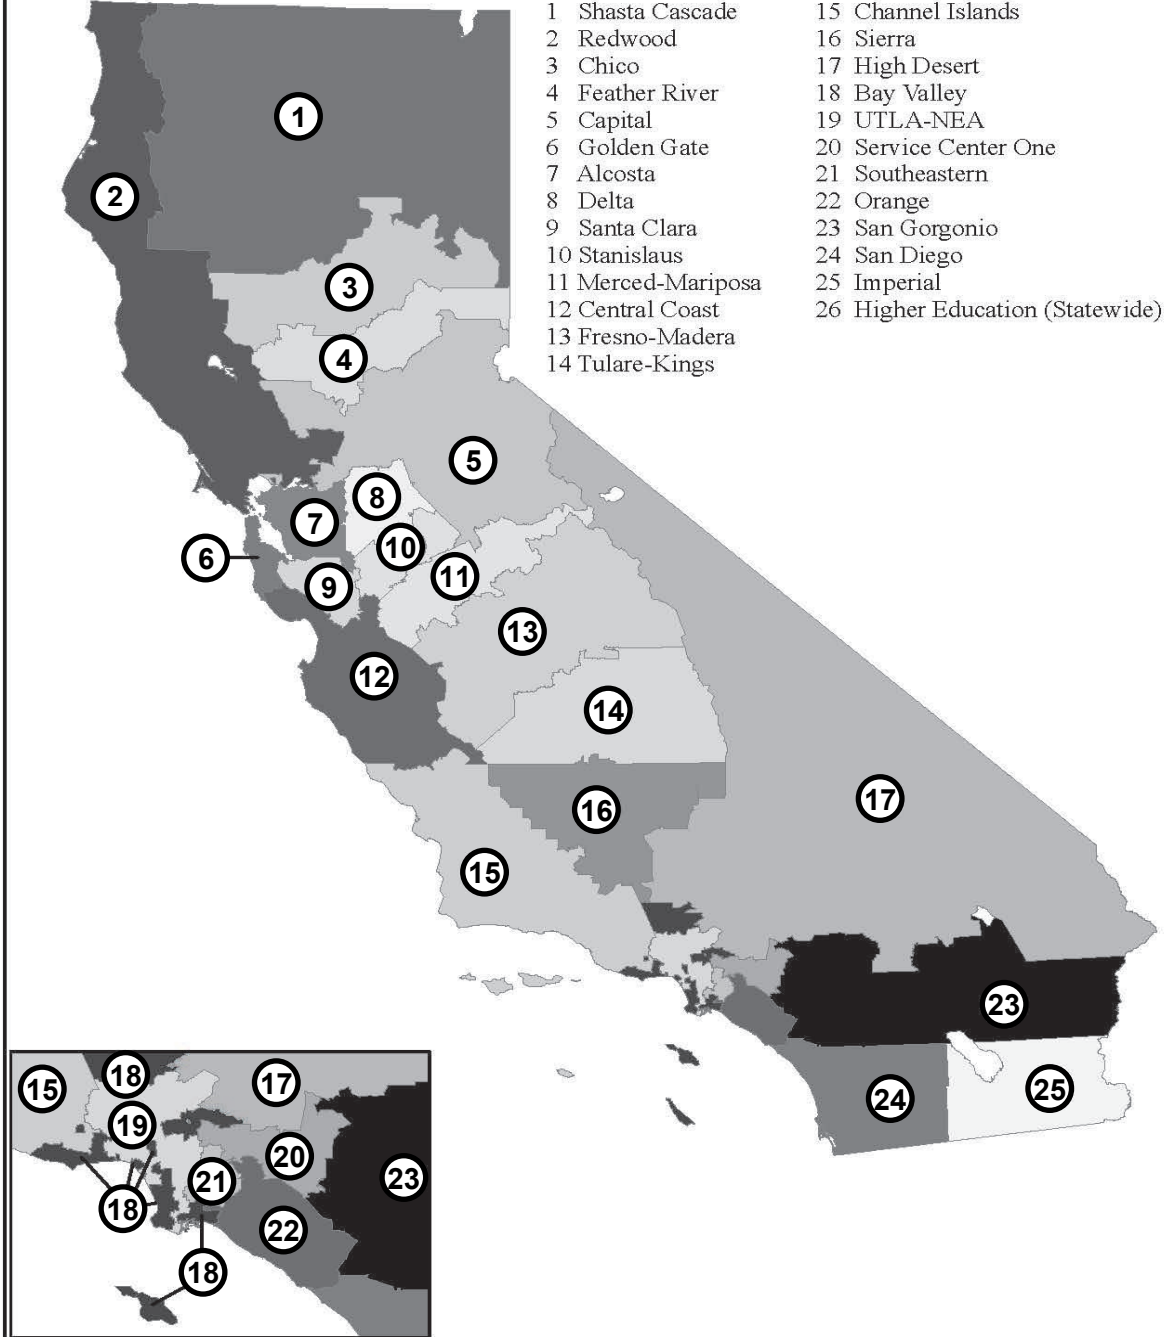 1 Shasta Cascade
2 Redwood
3 Chico
4 Feather River
5 Capital
6 Golden Gate
7 Alcosta
8 Delta
9 Santa Clara
10 Stanislaus
11 Merced-Mariposa
12 Central Coast
13 Fresno-Madera
14 Tulare-Kings
15 Channel Islands
16 Sierra
17 High Desert
18 Bay Valley
19 UTLA-NEA
20 Service Center One
21 Southeastern
22 Orange
23 San Gorgonio
24 San Diego
25 Imperial
26 Higher Education (Statewide)
1
2
3
4
5
8
7
10
6
11
9
13
12
14
17
16
15
23
25
24
18
17
15
19
20
23
21
18
22
18